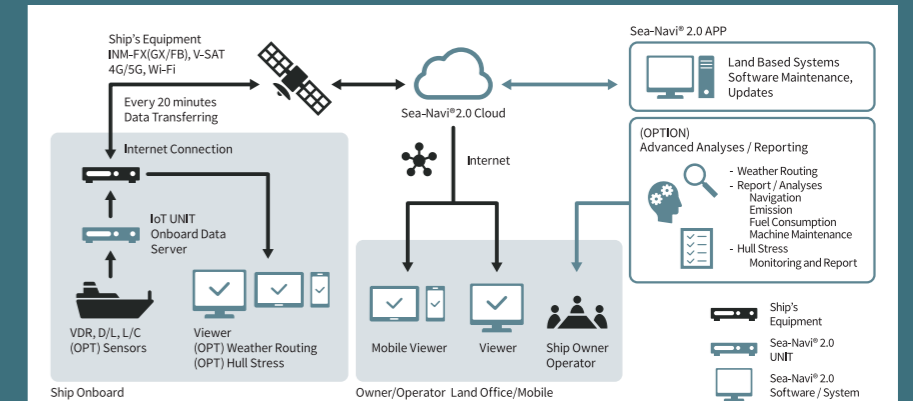 Ship's Equipment
INM-FX(GX/FB), V-SAT
4G/5G, Wi-Fi
Every 20 minutes
Data Transferring
Internet Connection
IoT UNIT
Onboard Data
Server
VDR, D/L, L/C
(OPT) Sensors
Viewer
(OPT) Weather Routing
(OPT) Hull Stress
Ship Onboard
Sea-Navi® 2.0 Cloud
Internet
Mobile Viewer
Viewer
Ship Owner
Operator
Owner/Operator Land Office/Mobile
Sea-Navi® 2.0 APP
Land Based Systems
Software Maintenance,
Updates
(OPTION)
Advanced Analyses / Reporting
- Weather Routing
- Report / Analyses
Navigation
Emission
Fuel Consumption
Machine Maintenance
- Hull Stress
Monitoring and Report
Ship's
Equipment
Sea-Navi® 2.0
UNIT
Sea-Navi® 2.0
Software / System